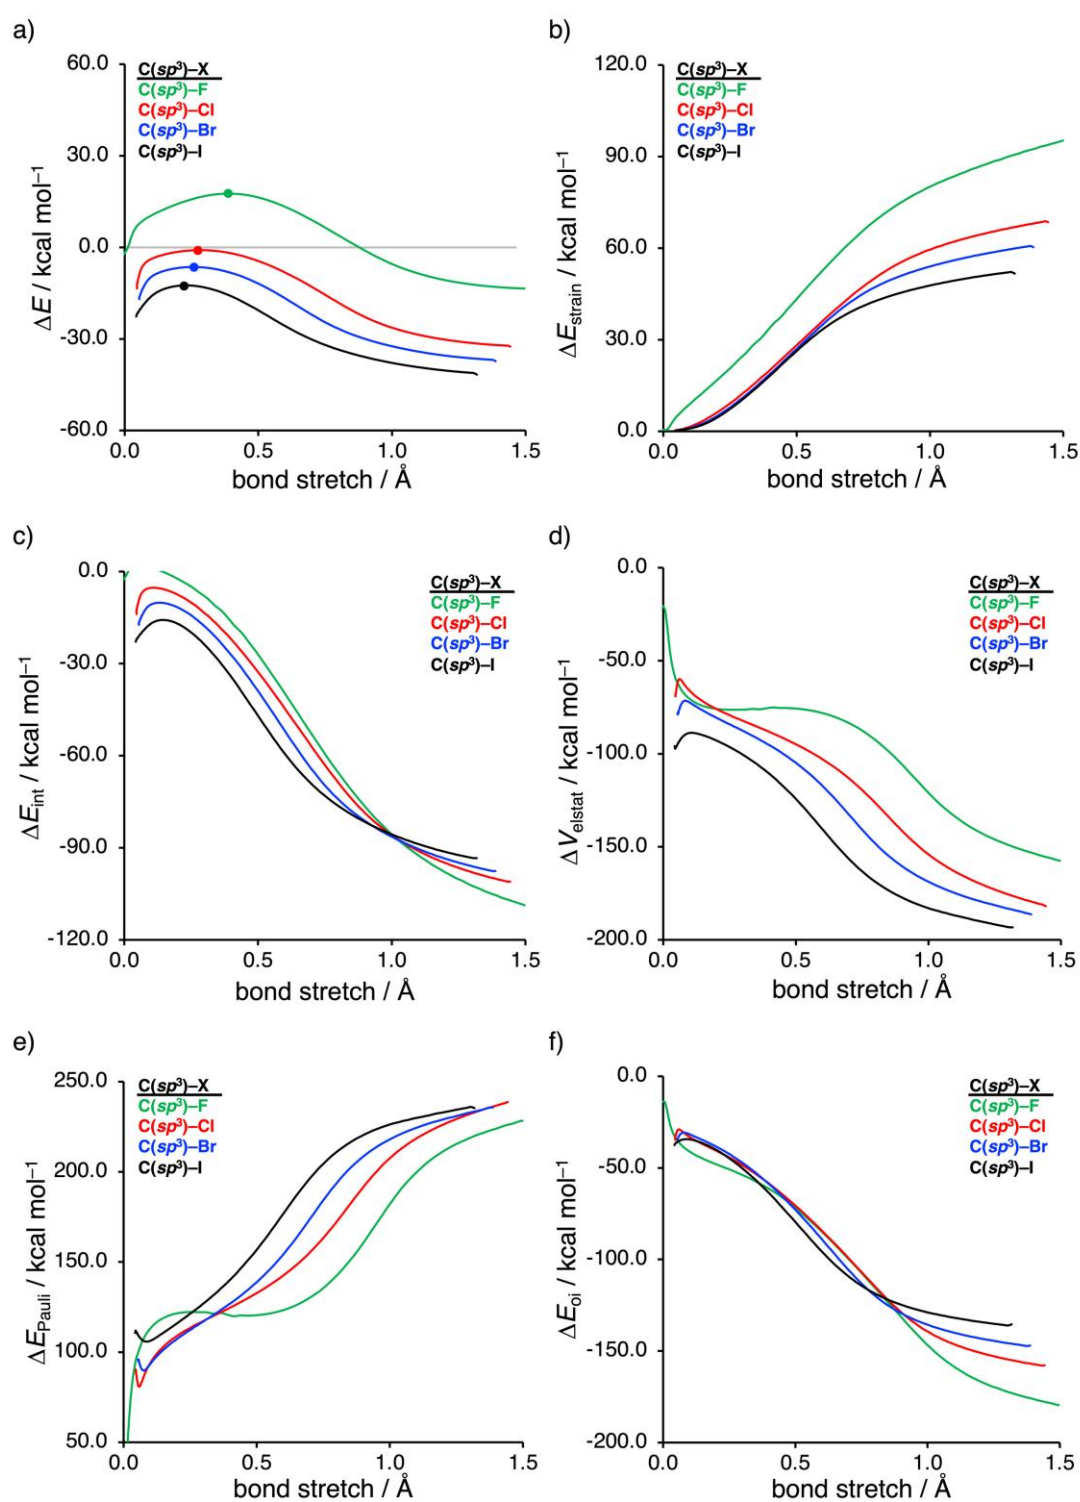 a)
60.0
30.0
0.0
-30.0
-60.0
ΔE / kcal mol⁻¹
C(sp³)–X
C(sp³)–F
C(sp³)–Cl
C(sp³)–Br
C(sp³)–I
0.0 0.5 1.0 1.5
bond stretch / Å
b)
120.0
90.0
60.0
30.0
0.0
ΔE_strain / kcal mol⁻¹
C(sp³)–X
C(sp³)–F
C(sp³)–Cl
C(sp³)–Br
C(sp³)–I
0.0 0.5 1.0 1.5
bond stretch / Å
c)
0.0
-30.0
-60.0
-90.0
-120.0
ΔE_int / kcal mol⁻¹
C(sp³)–X
C(sp³)–F
C(sp³)–Cl
C(sp³)–Br
C(sp³)–I
0.0 0.5 1.0 1.5
bond stretch / Å
d)
0.0
-50.0
-100.0
-150.0
-200.0
ΔV_elstat / kcal mol⁻¹
C(sp³)–X
C(sp³)–F
C(sp³)–Cl
C(sp³)–Br
C(sp³)–I
0.0 0.5 1.0 1.5
bond stretch / Å
e)
250.0
200.0
150.0
100.0
50.0
ΔE_Pauli / kcal mol⁻¹
C(sp³)–X
C(sp³)–F
C(sp³)–Cl
C(sp³)–Br
C(sp³)–I
0.0 0.5 1.0 1.5
bond stretch / Å
f)
0.0
-50.0
-100.0
-150.0
-200.0
ΔE_oi / kcal mol⁻¹
C(sp³)–X
C(sp³)–F
C(sp³)–Cl
C(sp³)–Br
C(sp³)–I
0.0 0.5 1.0 1.5
bond stretch / Å